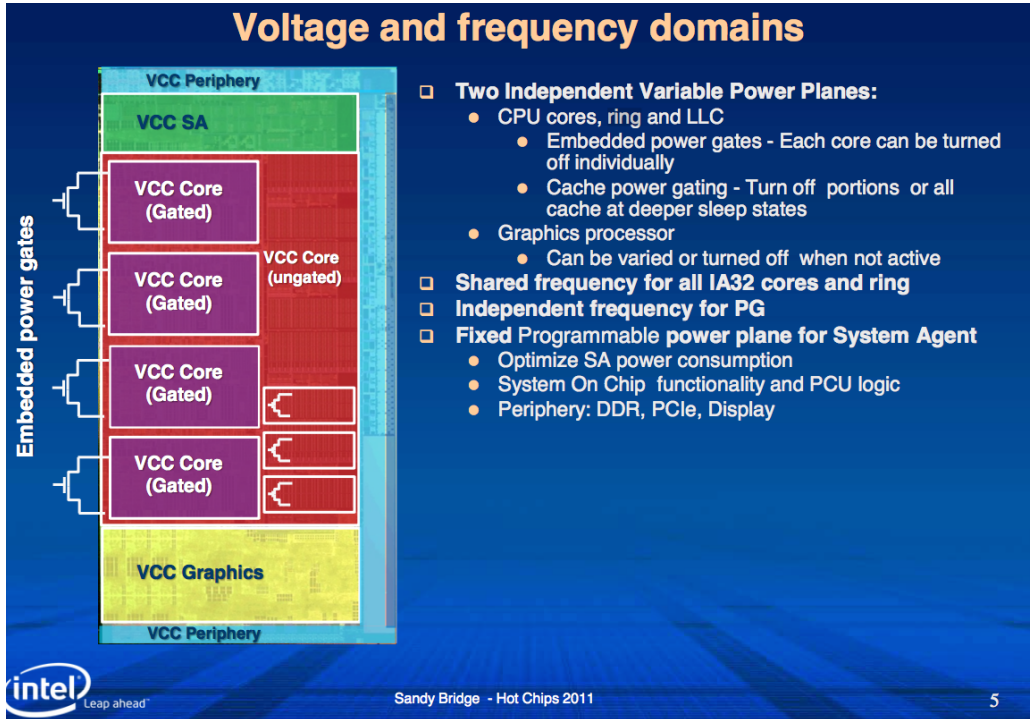 Voltage and frequency domains
VCC Periphery
VCC SA
VCC Core
(Gated)
VCC Core
(Gated)
VCC Core
(Gated)
VCC Core
(Gated)
VCC Core
(ungated)
VCC Graphics
VCC Periphery
Embedded power gates
Two Independent Variable Power Planes:
CPU cores, ring and LLC
Embedded power gates - Each core can be turned
off individually
Cache power gating - Turn off portions or all
cache at deeper sleep states
Graphics processor
Can be varied or turned off when not active
Shared frequency for all IA32 cores and ring
Independent frequency for PG
Fixed Programmable power plane for System Agent
Optimize SA power consumption
System On Chip functionality and PCU logic
Periphery: DDR, PCIe, Display
intel
Leap ahead™
Sandy Bridge - Hot Chips 2011
5